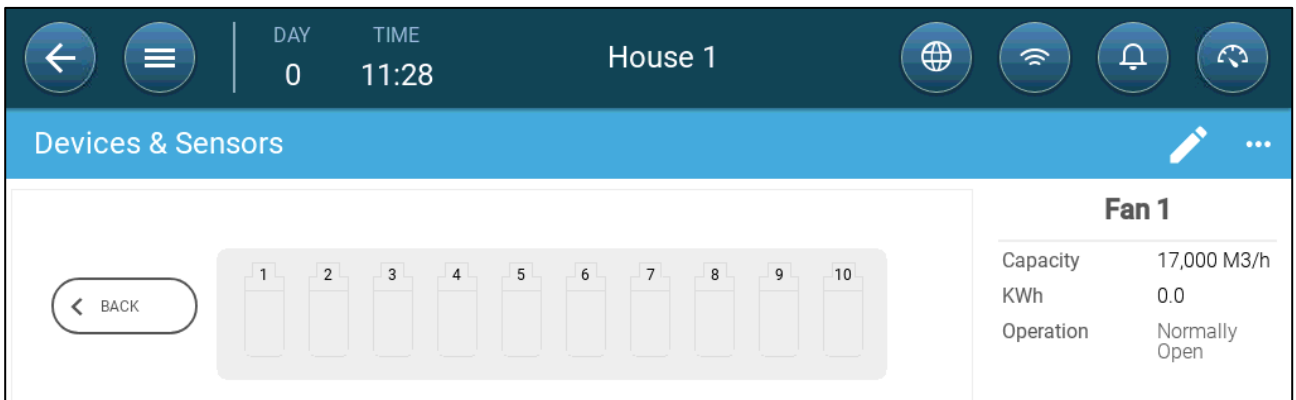 DAY TIME
0 11:28
House 1
Devices & Sensors
Fan 1
BACK
1 2 3 4 5 6 7 8 9 10
Capacity 17,000 M3/h
KWh 0.0
Operation Normally
Open